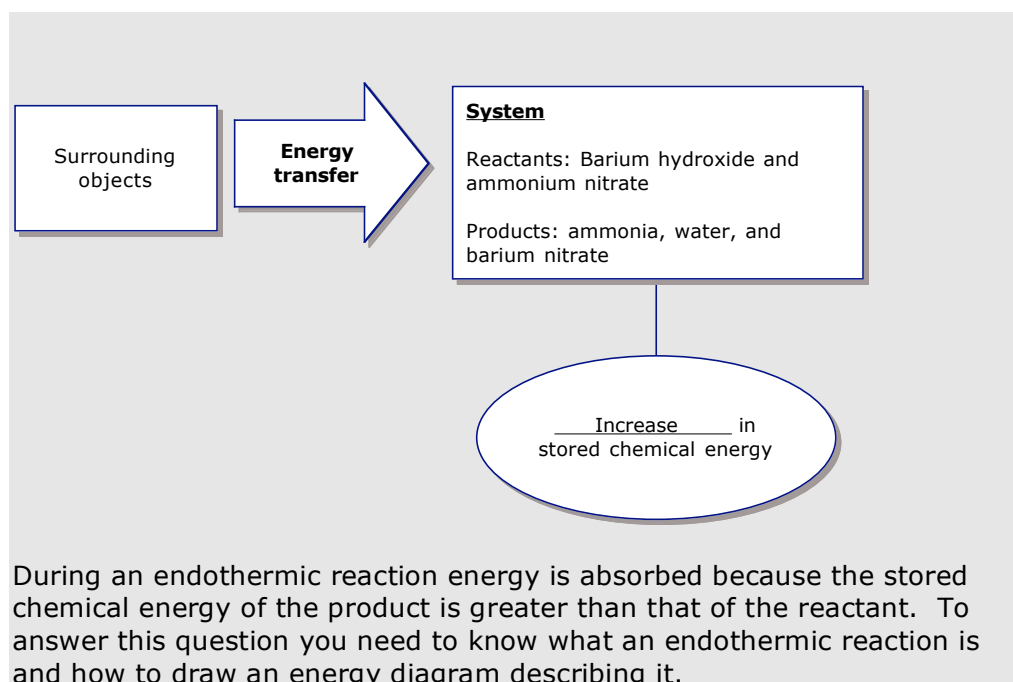 Surrounding
objects
Energy
transfer
System
Reactants: Barium hydroxide and
ammonium nitrate
Products: ammonia, water, and
barium nitrate
Increase in
stored chemical energy
During an endothermic reaction energy is absorbed because the stored
chemical energy of the product is greater than that of the reactant. To
answer this question you need to know what an endothermic reaction is
and how to draw an energy diagram describing it.